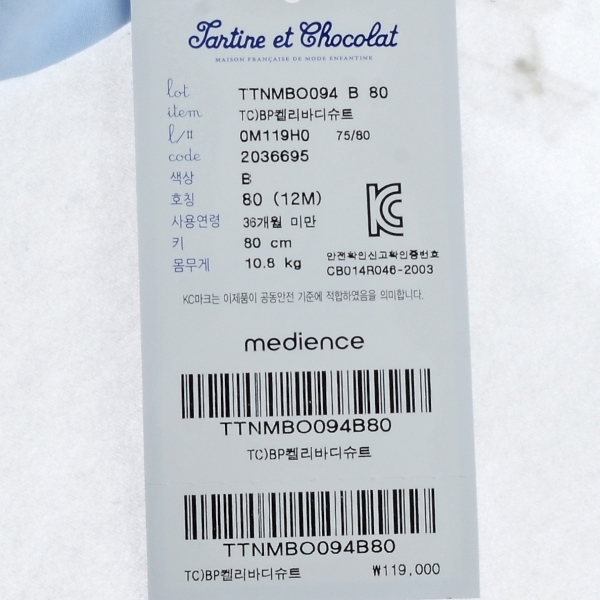 Tartine et Chocolat
MAISON FRANÇAISE DE MODE ENFANTINE
lot TTNMBO094 B 80
item TC)BP켈리바디슈트
l/# 0M119H0 75/80
code 2036695
색상 B
호칭 80 (12M)
사용연령 36개월 미만
키 80 cm
몸무게 10.8 kg
KC
안전확인신고확인증번호
CB014R046-2003
KC마크는 이제품이 공통안전 기준에 적합하였음을 의미합니다.
medience
TTNMBO094B80
TC)BP켈리바디슈트
TTNMBO094B80
TC)BP켈리바디슈트 ₩119,000